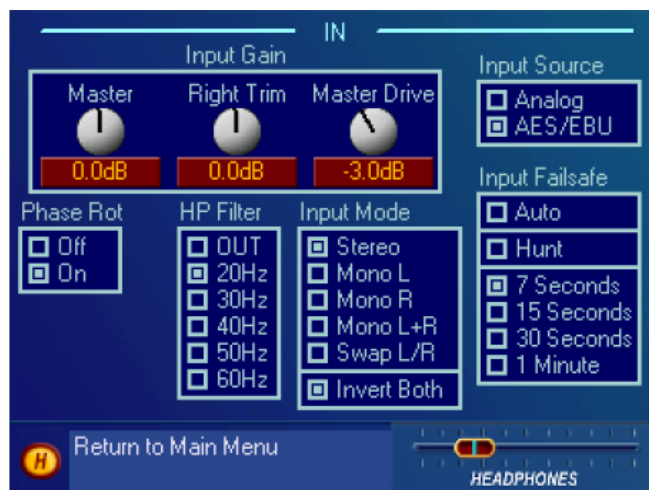 IN
Input Gain
Master Right Trim Master Drive
0.0dB 0.0dB -3.0dB
Input Source
Analog
AES/EBU
Phase Rot
Off
On
HP Filter
OUT
20Hz
30Hz
40Hz
50Hz
60Hz
Input Mode
Stereo
Mono L
Mono R
Mono L+R
Swap L/R
Invert Both
Input Failsafe
Auto
Hunt
7 Seconds
15 Seconds
30 Seconds
1 Minute
H
Return to Main Menu
HEADPHONES